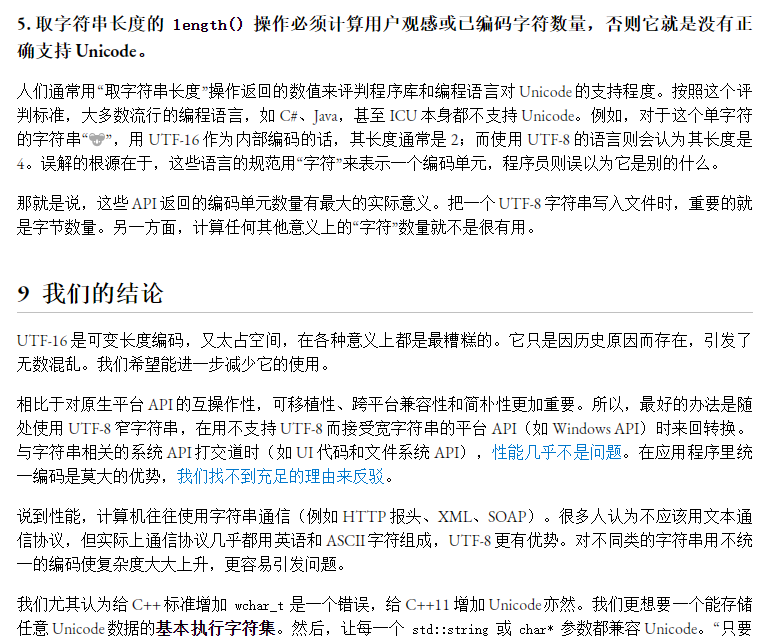 5. 取字符串长度的 length() 操作必须计算用户观感或已编码字符数量，否则它就是没有正
确支持 Unicode。
人们通常用“取字符串长度”操作返回的数值来评判程序库和编程语言对 Unicode 的支持程度。按照这个评
判标准，大多数流行的编程语言，如 C#、Java，甚至 ICU 本身都不支持 Unicode。例如，对于这个单字符
的字符串“🐨”，用 UTF-16 作为内部编码的话，其长度通常是 2；而使用 UTF-8 的语言则会认为其长度是
4。误解的根源在于，这些语言的规范用“字符”来表示一个编码单元，程序员则误以为它是别的什么。
那就是说，这些 API 返回的编码单元数量有最大的实际意义。把一个 UTF-8 字符串写入文件时，重要的就
是字节数量。另一方面，计算任何其他意义上的“字符”数量就不是很有用。
9 我们的结论
UTF-16 是可变长度编码，又太占空间，在各种意义上都是最糟糕的。它只是因历史原因而存在，引发了
无数混乱。我们希望能进一步减少它的使用。
相比于对原生平台 API 的互操作性，可移植性、跨平台兼容性和简朴性更加重要。所以，最好的办法是随
处使用 UTF-8 窄字符串，在用不支持 UTF-8 而接受宽字符串的平台 API（如 Windows API）时来回转换。
与字符串相关的系统 API 打交道时（如 UI 代码和文件系统 API），性能几乎不是问题。在应用程序里统
一编码是莫大的优势，我们找不到充足的理由来反驳。
说到性能，计算机往往使用字符串通信（例如 HTTP 报头、XML、SOAP）。很多人认为不应该用文本通
信协议，但实际上通信协议几乎都用英语和 ASCII 字符组成，UTF-8 更有优势。对不同类的字符串用不统
一的编码使复杂度大大上升，更容易引发问题。
我们尤其认为给 C++ 标准增加 wchar_t 是一个错误，给 C++11 增加 Unicode 亦然。我们更想要一个能存储
任意 Unicode 数据的基本执行字符集。然后，让每一个 std::string 或 char* 参数都兼容 Unicode。“只要